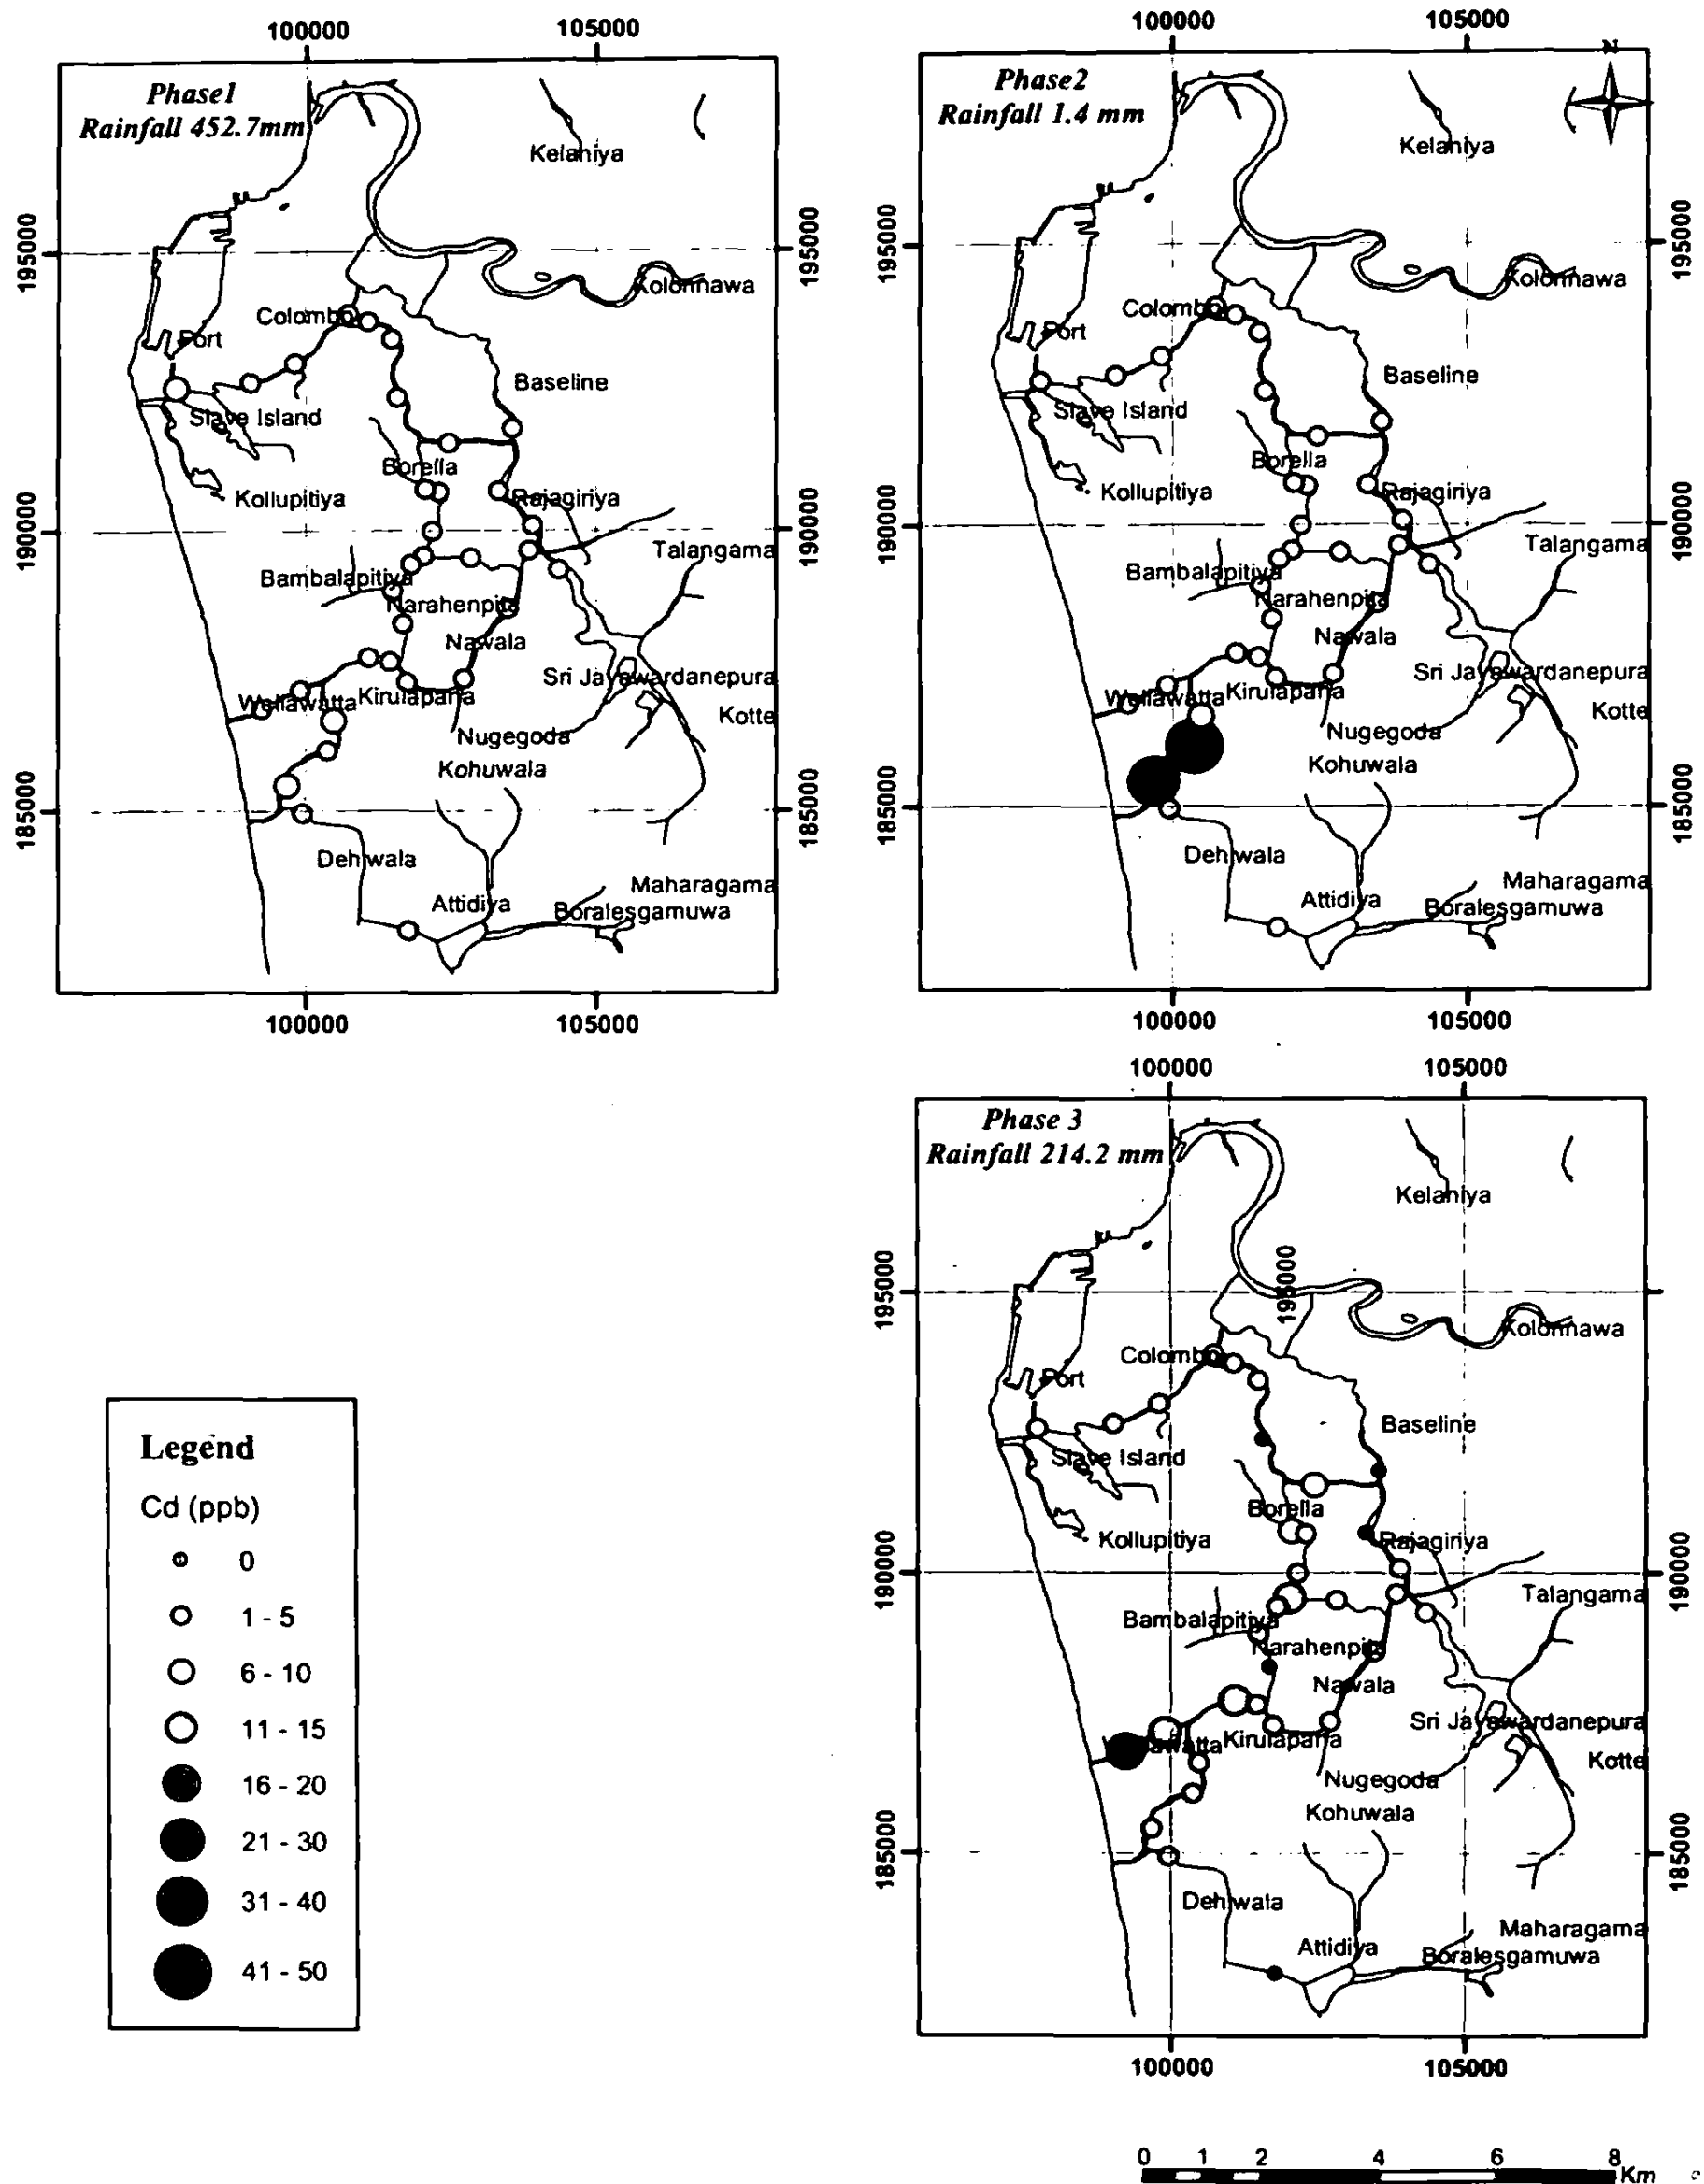 100000 105000
Phase1
Rainfall 452.7mm
Kelaniya
195000 195000
Kolonnawa
Colombo
Port
Baseline
Slave Island
Borella
Kollupitiya
Rajagiriya
190000 190000
Talangama
Bambalapitiya
Narahenpita
Nawala
Sri Jayawardanepura
Wellawatta
Kirulapana
Kotte
Nugegoda
Kohuwala
185000 185000
Dehiwala
Maharagama
Attidiya
Boralesgamuwa
100000 105000
100000 105000
N
Phase2
Rainfall 1.4 mm
Kelaniya
195000 195000
Kolonnawa
Colombo
Port
Baseline
Slave Island
Borella
Kollupitiya
Rajagiriya
190000 190000
Talangama
Bambalapitiya
Narahenpita
Nawala
Sri Jayawardanepura
Wellawatta
Kirulapana
Kotte
Nugegoda
Kohuwala
185000 185000
Dehiwala
Maharagama
Attidiya
Boralesgamuwa
100000 105000
100000 105000
Phase 3
Rainfall 214.2 mm
Kelaniya
195000 195000
Kolonnawa
Colombo
Port
Baseline
Slave Island
Borella
Kollupitiya
Rajagiriya
190000 190000
Talangama
Bambalapitiya
Narahenpita
Nawala
Sri Jayawardanepura
Kirulapana
Kotte
Nugegoda
Kohuwala
185000 185000
Dehiwala
Maharagama
Attidiya
Boralesgamuwa
100000 105000
Legend
Cd (ppb)
0
1 - 5
6 - 10
11 - 15
16 - 20
21 - 30
31 - 40
41 - 50
0 1 2 4 6 8
Km